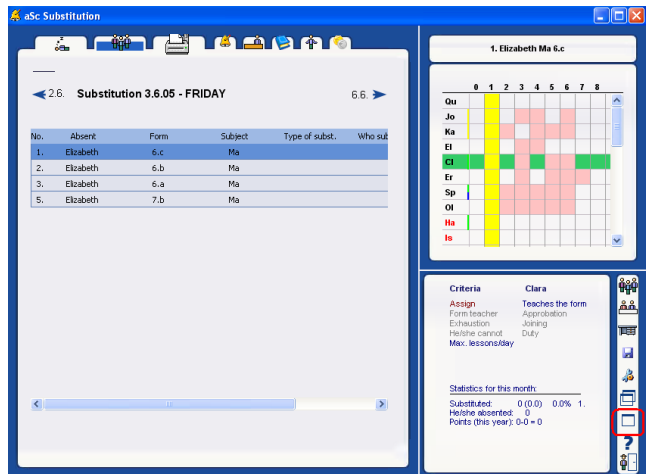 aSc Substitution
1. Elizabeth Ma 6.c
2.6. Substitution 3.6.05 - FRIDAY 6.6.
No. Absent Form Subject Type of subst. Who sub
1. Elizabeth 6.c Ma
2. Elizabeth 6.b Ma
3. Elizabeth 6.a Ma
5. Elizabeth 7.b Ma
0 1 2 3 4 5 6 7 8
Qu
Jo
Ka
El
Cl
Er
Sp
Ol
Ha
Is
Criteria Clara
Assign Teaches the form
Form teacher Approbation
Exhaustion Joining
He/she cannot Duty
Max. lessons/day
Statistics for this month:
Substituted: 0 (0.0) 0.0% 1.
He/she absented: 0
Points (this year): 0-0 = 0